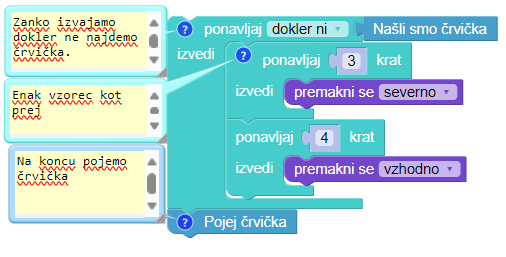 Zanko izvajamo
dokler ne najdemo
črvička.
? ponavljaj dokler ni ▾ Našli smo črvička
izvedi
? ponavljaj 3 krat
izvedi premakni se severno ▾
Enak vzorec kot
prej
ponavljaj 4 krat
izvedi premakni se vzhodno ▾
Na koncu pojemo
črvička
? Pojej črvička